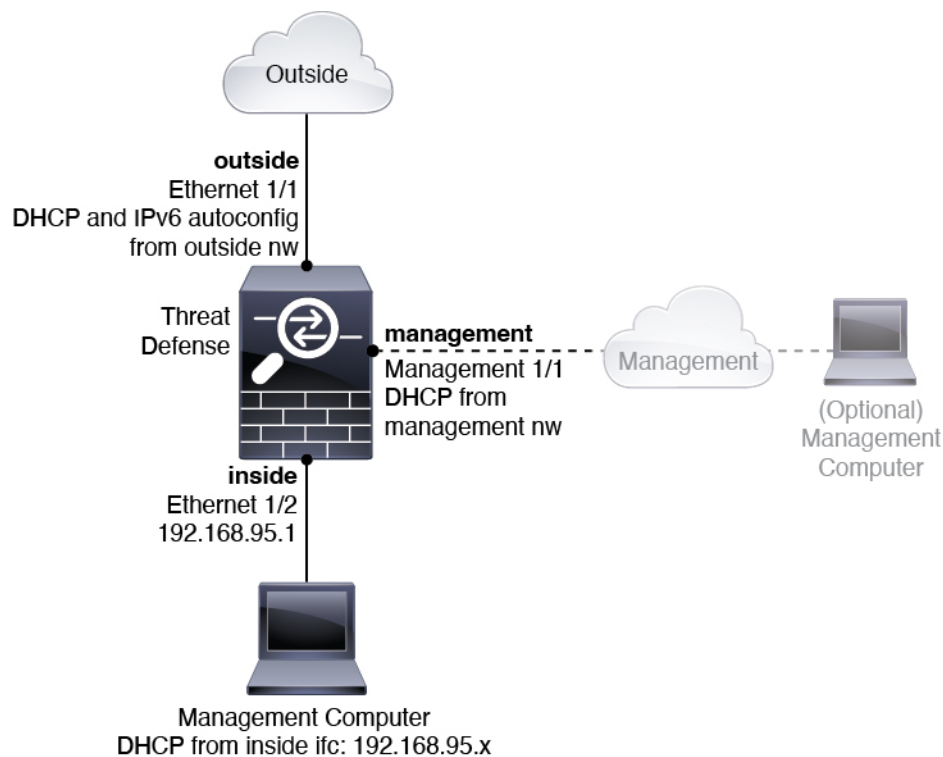 Outside
outside
Ethernet 1/1
DHCP and IPv6 autoconfig
from outside nw
Threat
Defense
management
Management 1/1
DHCP from
management nw
Management
(Optional)
Management
Computer
inside
Ethernet 1/2
192.168.95.1
Management Computer
DHCP from inside ifc: 192.168.95.x